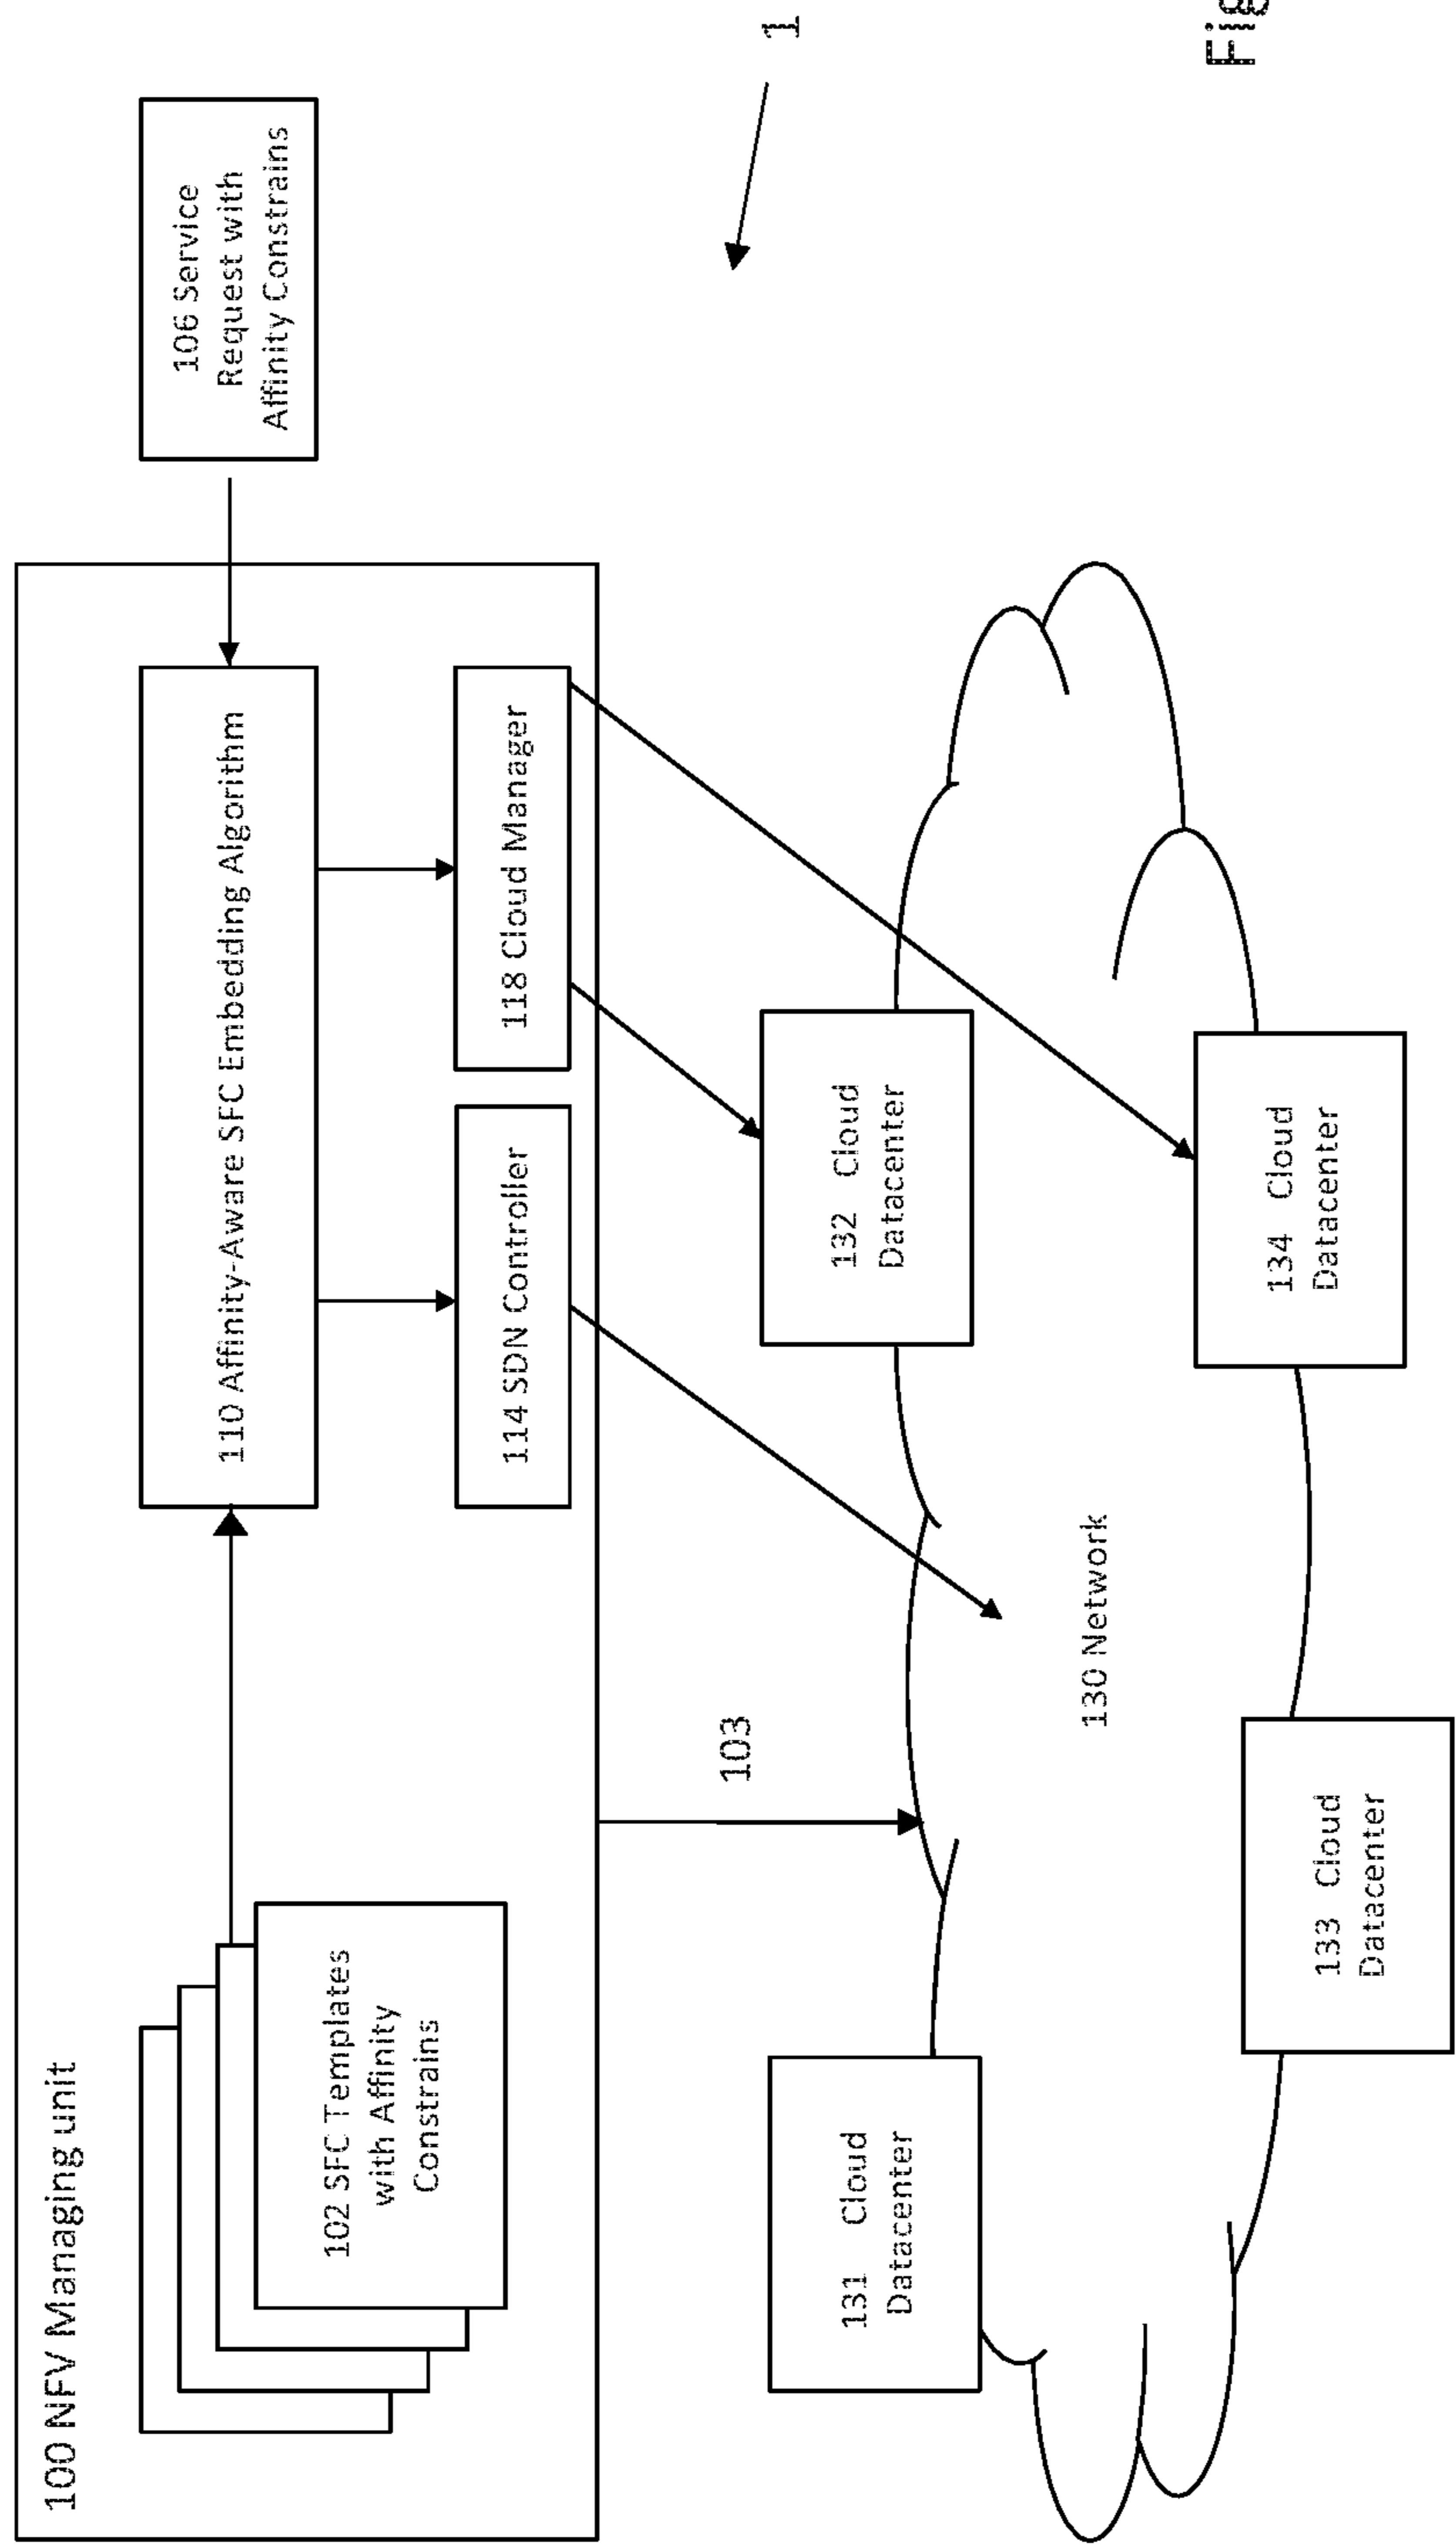 100 NFV Managing unit
102 SFC Templates
with Affinity
Constrains
110 Affinity-Aware SFC Embedding Algorithm
106 Service
Request with
Affinity Constrains
114 SDN Controller
118 Cloud Manager
103
1
131 Cloud
Datacenter
132 Cloud
Datacenter
130 Network
133 Cloud
Datacenter
134 Cloud
Datacenter